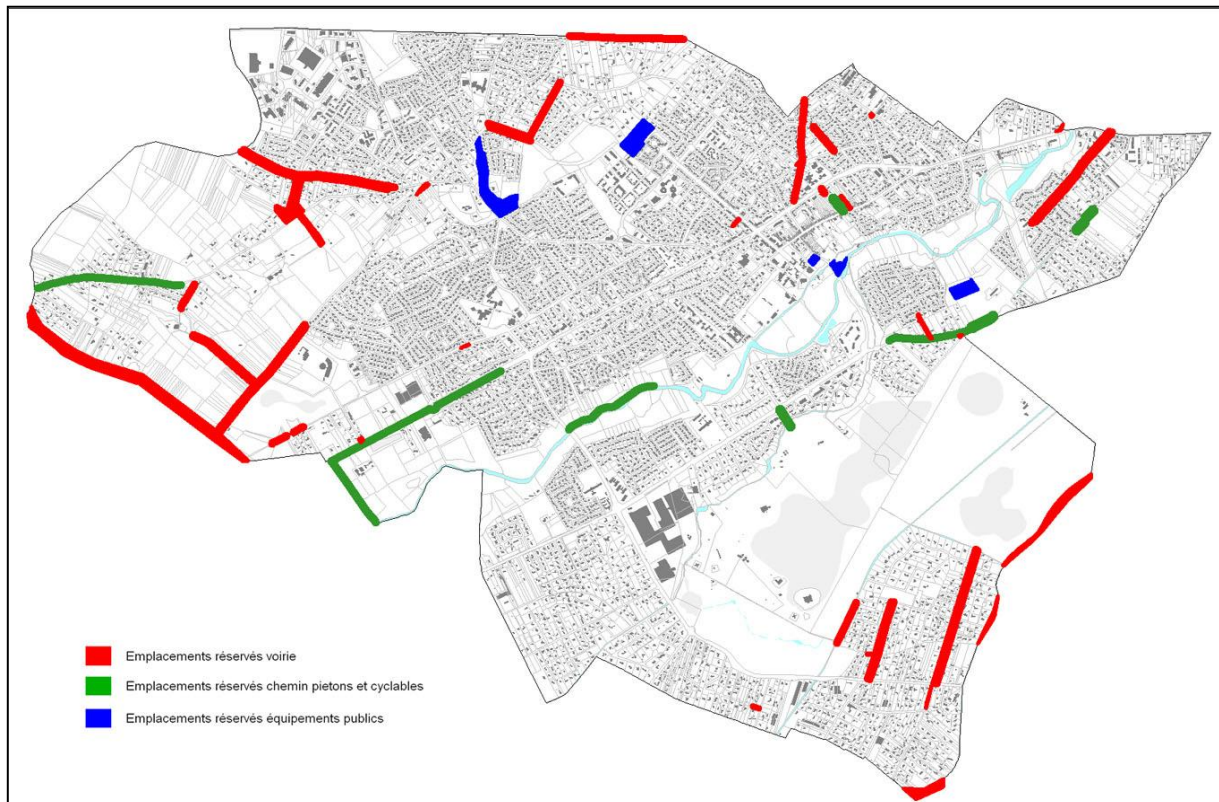 Emplacements réservés voirie
Emplacements réservés chemin pietons et cyclables
Emplacements réservés équipements publics